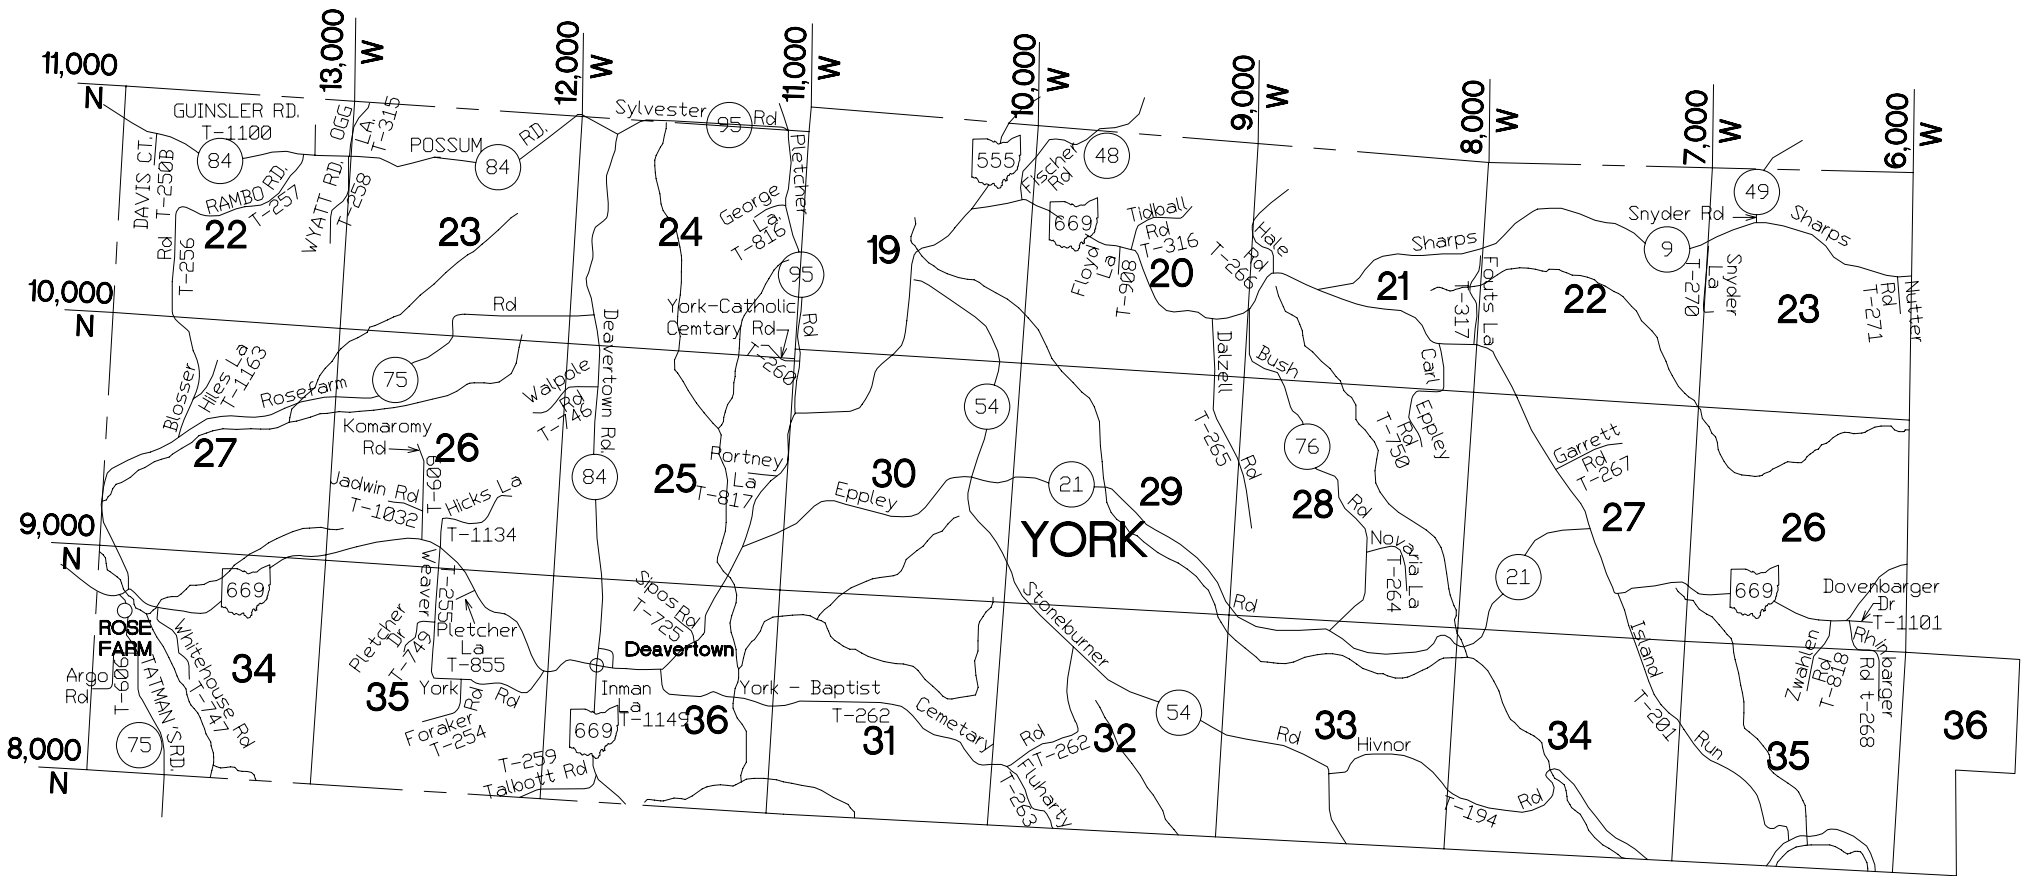 11,000
N
13,000
W
12,000
W
11,000
W
10,000
W
9,000
W
8,000
W
7,000
W
6,000
W
GUINSLER RD.
T-1100
84
OGG
LA.
T-315
POSSUM
84
RD.
Sylvester
95
Rd
DAVIS CT.
T-250B
RAMBO RD.
T-257
WYATT RD.
T-258
Pletcher
George
La
T-816
555
Fischer
Rd
48
669
Tidball
Rd
T-316
Floyd
La
T-806
Hale
Rd
T-266
Sharps
9
Snyder Rd
49
Sharps
22
23
24
19
20
21
22
23
Rd
T-256
95
Fouts La
T-317
Snyder
La
T-270
Nutter
Rd
T-271
10,000
N
Rd
Deavertown Rd.
York-Catholic
Cemtary Rd
T-260
Rd
Blosser
Hiles La
T-1163
Rosefarm
75
Walpole
Rd
T-746
54
Dalzell
Rd
T-265
Bush
76
Rd
Carl
Eppley
Rd
T-750
Garrett
Rd
T-267
27
Komaromy
Rd
T-609
26
Jadwin Rd
T-1032
Hicks La
T-1134
84
25
Portney
La
T-817
30
Eppley
21
29
28
27
26
YORK
9,000
N
669
Weaver
T-255
Pletcher
Dr
T-749
Pletcher
La
T-855
Sipos Rd
T-725
Deavertown
Stoneburner
Rd
Novaria La
T-264
21
669
Dovenbarger
Dr
T-1101
ROSE
FARM
Argo
Rd
T-609
TATMAN'S RD.
Whitehouse Rd
T-747
34
35
York
Rd
Foraker Rd
T-254
Inman
La
T-1149
36
669
York - Baptist
T-262
Cemetary
Rd
T-262
31
32
54
Rd
33
Hivnor
T-194
Rd
34
Island
T-201
Run
35
Zwahlen
Rd
T-818
Rhinbarger
Rd t-268
36
8,000
N
75
T-259
Talbott Rd
Fluharty
T-263